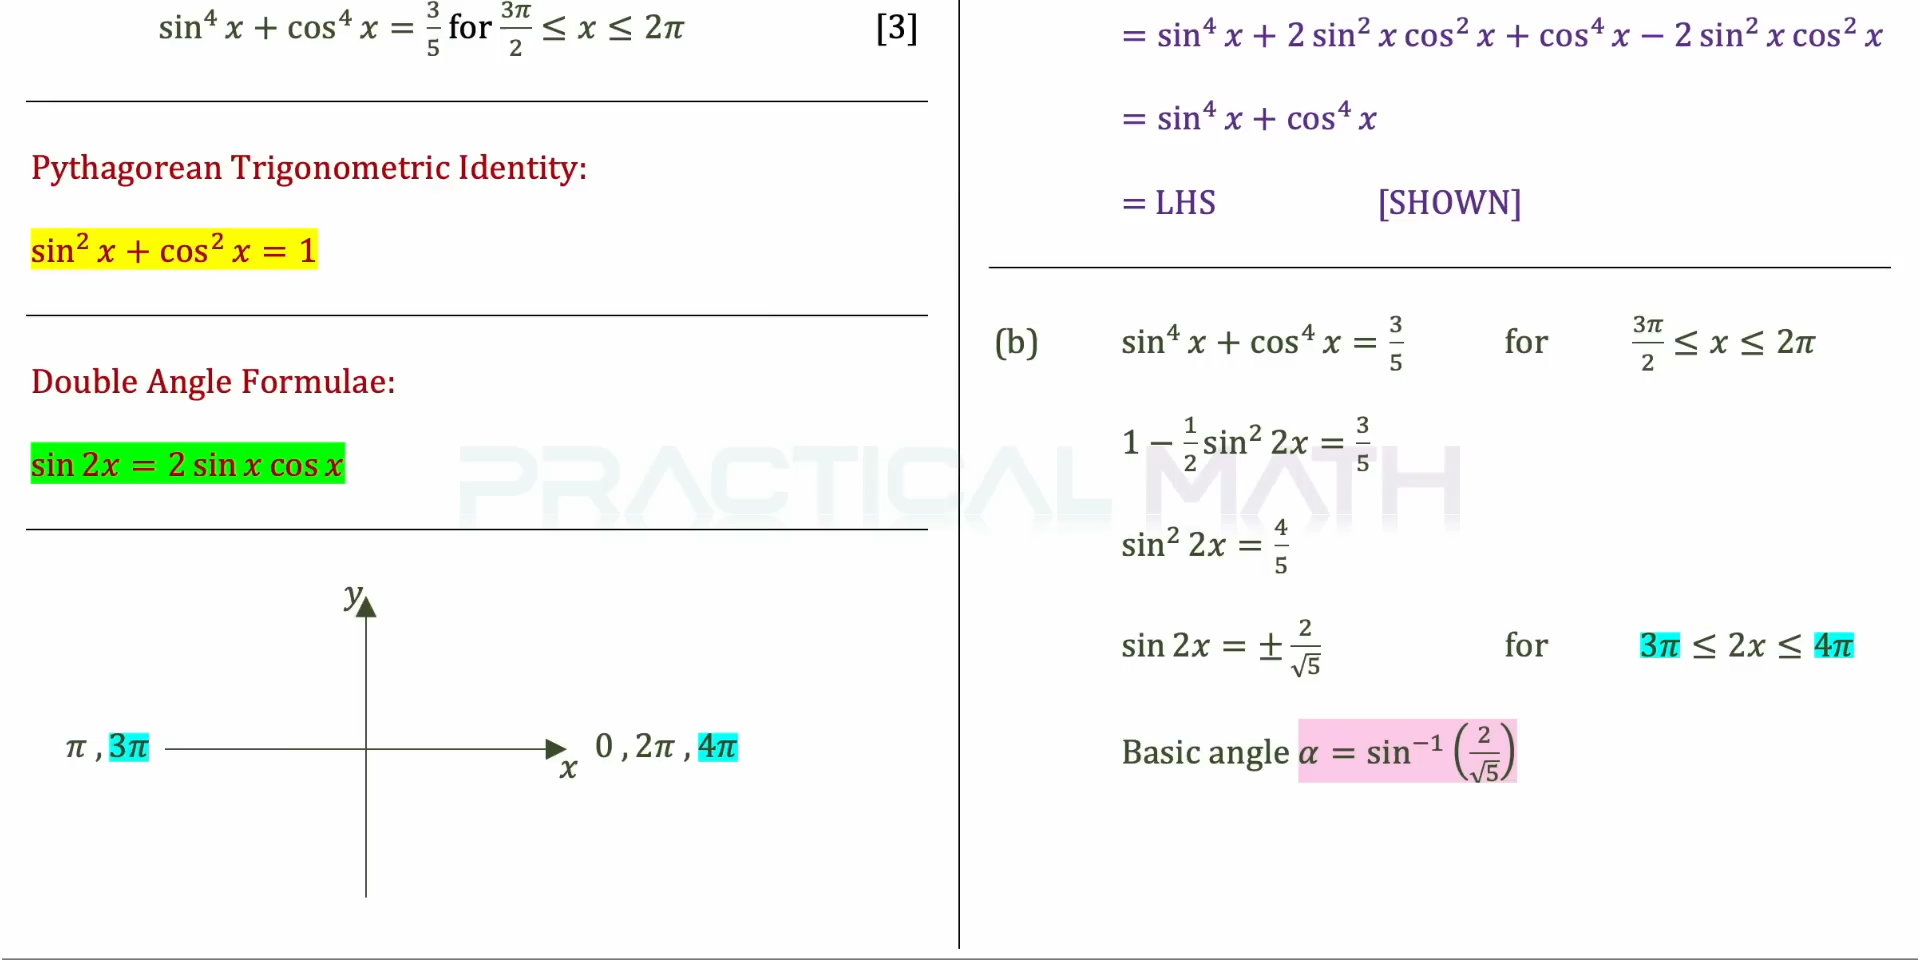 sin⁴ x + cos⁴ x = 3/5 for 3π/2 ≤ x ≤ 2π [3]
Pythagorean Trigonometric Identity:
sin² x + cos² x = 1
Double Angle Formulae:
sin 2x = 2 sin x cos x
y
π , 3π
x
0 , 2π , 4π
= sin⁴ x + 2 sin² x cos² x + cos⁴ x − 2 sin² x cos² x
= sin⁴ x + cos⁴ x
= LHS [SHOWN]
(b) sin⁴ x + cos⁴ x = 3/5 for 3π/2 ≤ x ≤ 2π
1 − 1/2 sin² 2x = 3/5
sin² 2x = 4/5
sin 2x = ± 2/√5 for 3π ≤ 2x ≤ 4π
Basic angle α = sin⁻¹ (2/√5)
PRACTICAL MATH